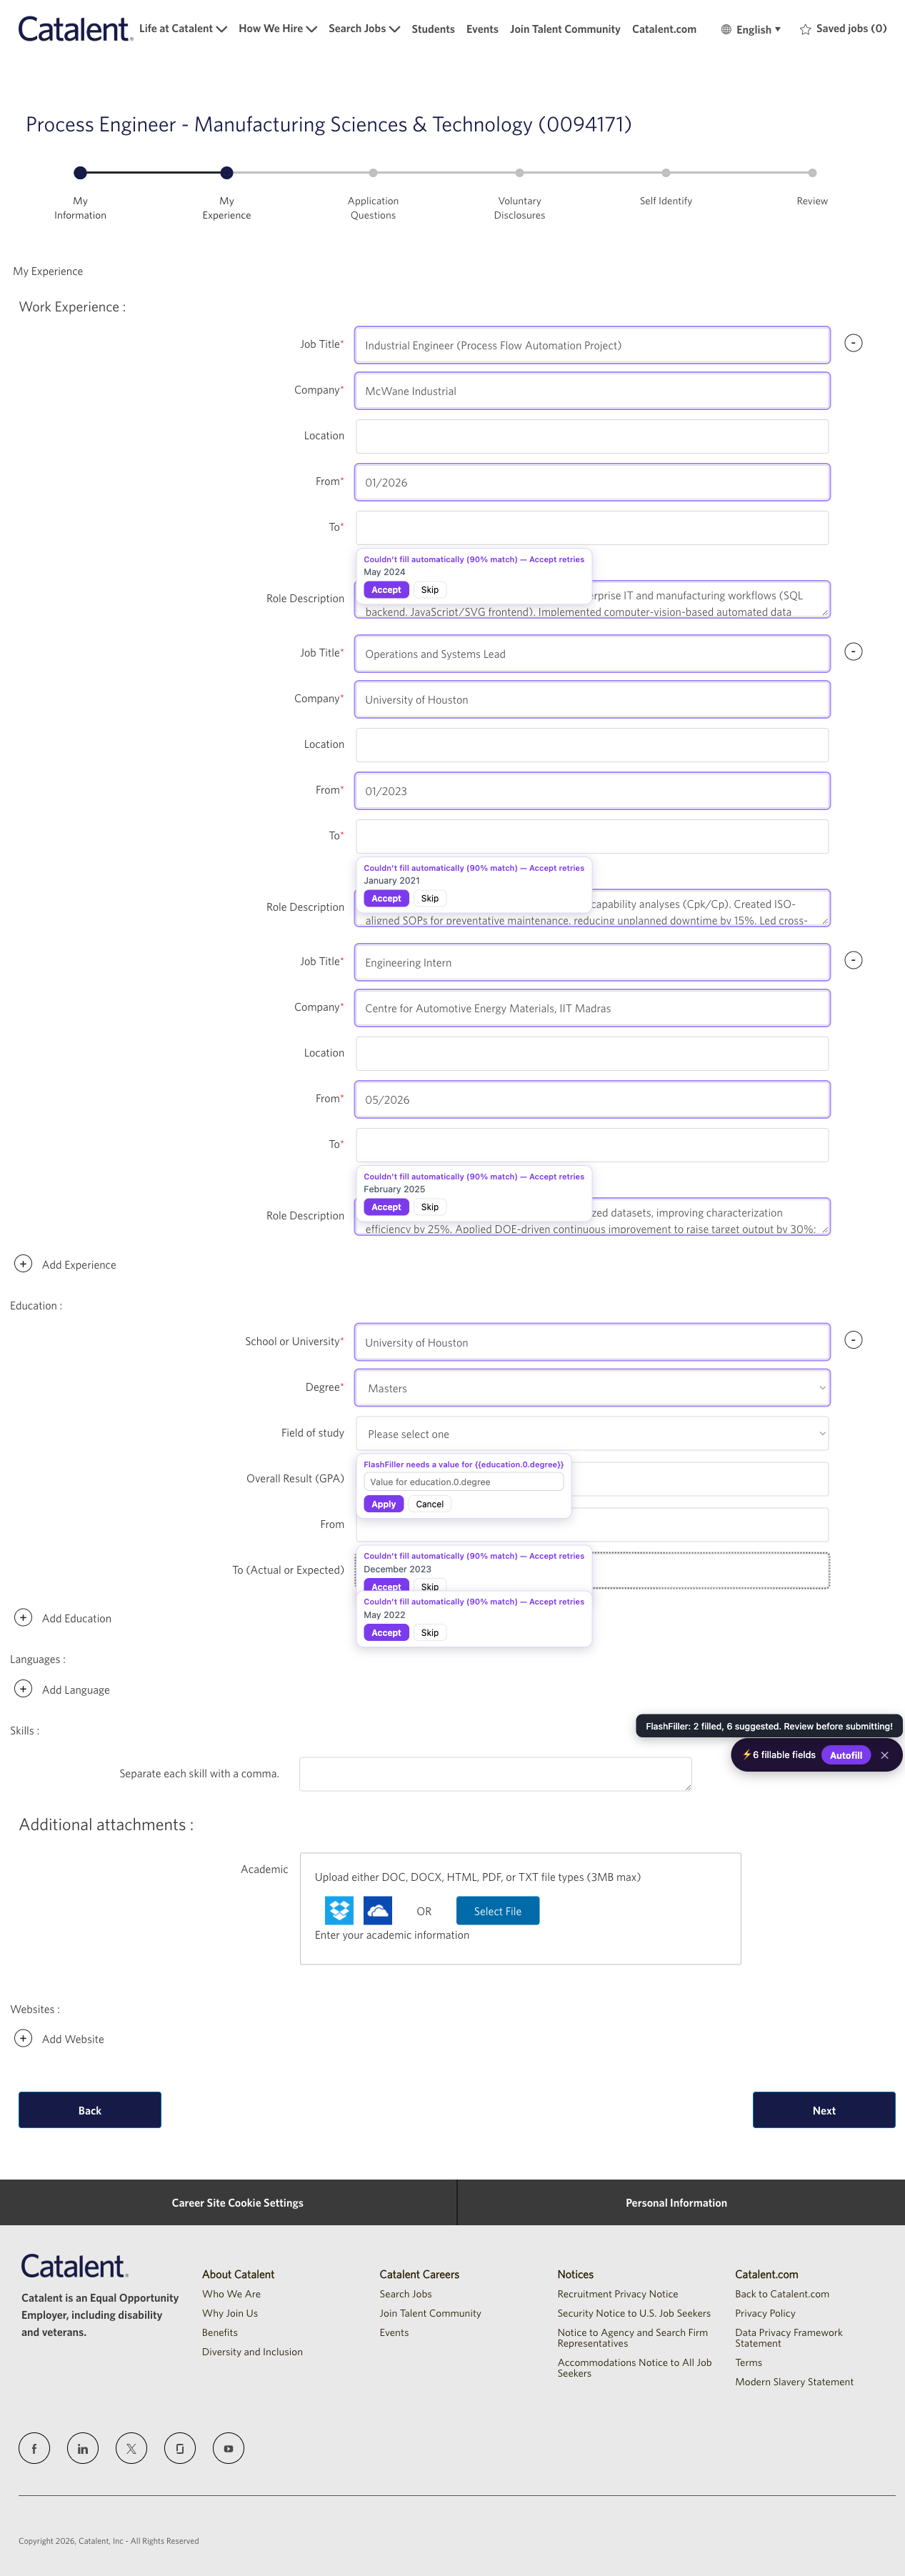 Catalent.
Life at Catalent
How We Hire
Search Jobs
Students
Events
Join Talent Community
Catalent.com
English
Saved jobs (0)
Process Engineer - Manufacturing Sciences & Technology (0094171)
My
Information
My
Experience
Application
Questions
Voluntary
Disclosures
Self Identify
Review
My Experience
Work Experience :
Job Title*
Industrial Engineer (Process Flow Automation Project)
-
Company*
McWane Industrial
Location
From*
01/2026
To*
Couldn't fill automatically (90% match) — Accept retries
May 2024
Accept
Skip
Role Description
erprise IT and manufacturing workflows (SQL
backend, JavaScript/SVG frontend). Implemented computer-vision-based automated data
Job Title*
Operations and Systems Lead
-
Company*
University of Houston
Location
From*
01/2023
To*
Couldn't fill automatically (90% match) — Accept retries
January 2021
Accept
Skip
Role Description
capability analyses (Cpk/Cp). Created ISO-
aligned SOPs for preventative maintenance, reducing unplanned downtime by 15%. Led cross-
Job Title*
Engineering Intern
-
Company*
Centre for Automotive Energy Materials, IIT Madras
Location
From*
05/2026
To*
Couldn't fill automatically (90% match) — Accept retries
February 2025
Accept
Skip
Role Description
zed datasets, improving characterization
efficiency by 25%. Applied DOE-driven continuous improvement to raise target output by 30%;
+ Add Experience
Education :
School or University*
University of Houston
-
Degree*
Masters
Field of study
Please select one
FlashFiller needs a value for {{education.0.degree}}
Overall Result (GPA)
Value for education.0.degree
Apply
Cancel
From
To (Actual or Expected)
Couldn't fill automatically (90% match) — Accept retries
December 2023
Accept
Skip
Couldn't fill automatically (90% match) — Accept retries
May 2022
Accept
Skip
+ Add Education
Languages :
+ Add Language
Skills :
FlashFiller: 2 filled, 6 suggested. Review before submitting!
⚡6 fillable fields
Autofill
×
Separate each skill with a comma.
Additional attachments :
Academic
Upload either DOC, DOCX, HTML, PDF, or TXT file types (3MB max)
OR
Select File
Enter your academic information
Websites :
+ Add Website
Back
Next
Career Site Cookie Settings
Personal Information
Catalent.
Catalent is an Equal Opportunity
Employer, including disability
and veterans.
About Catalent
Who We Are
Why Join Us
Benefits
Diversity and Inclusion
Catalent Careers
Search Jobs
Join Talent Community
Events
Notices
Recruitment Privacy Notice
Security Notice to U.S. Job Seekers
Notice to Agency and Search Firm
Representatives
Accommodations Notice to All Job
Seekers
Catalent.com
Back to Catalent.com
Privacy Policy
Data Privacy Framework
Statement
Terms
Modern Slavery Statement
Copyright 2026, Catalent, Inc - All Rights Reserved